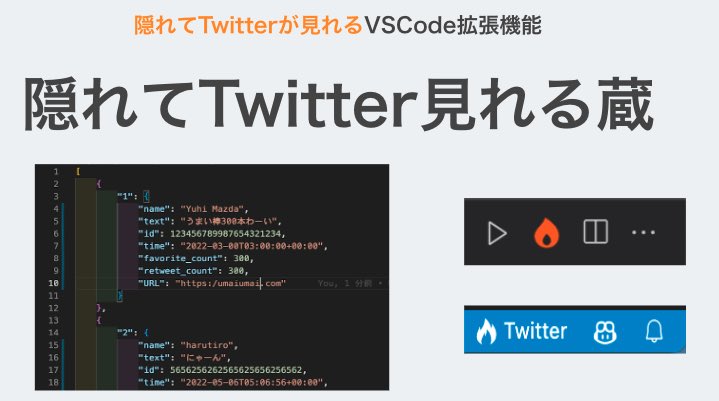 隠れてTwitterが見れるVSCode拡張機能
隠れてTwitter見れる蔵
1 [
2 {
3 "1": {
4 "name": "Yuhi Mazda",
5 "text": "うまい棒300本わーい",
6 "id": 123456789987654321234,
7 "time": "2022-03-00T03:00:00+00:00",
8 "favorite_count": 300,
9 "retweet_count": 300,
10 "URL": "https:/umaiumai.com" You, 1 分前 •
11 }
12 },
13 {
14 "2": {
15 "name": "harutiro",
16 "text": "にゃーん",
17 "id": 5656256262565625656256562,
18 "time": "2022-05-06T05:06:56+00:00",
Twitter